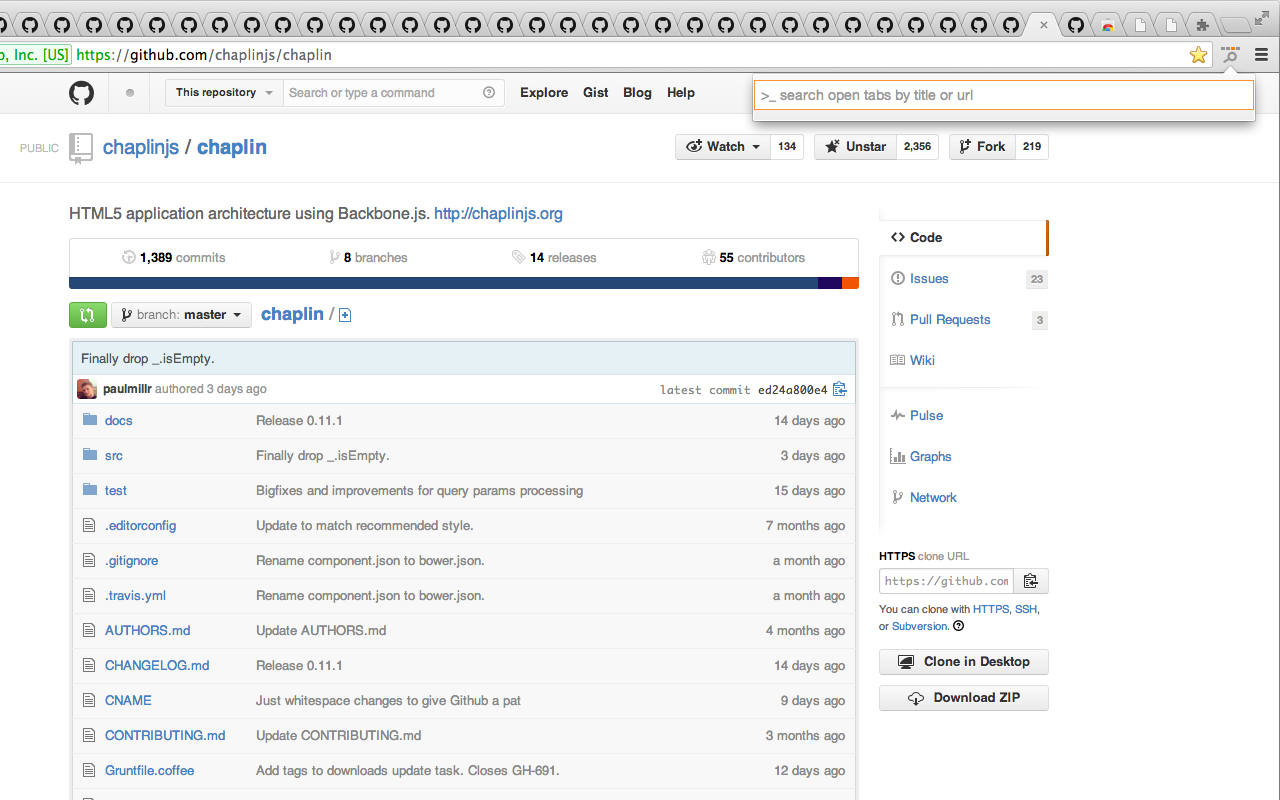 o, Inc. [US] https://github.com/chaplinjs/chaplin
This repository Search or type a command Explore Gist Blog Help
>_ search open tabs by title or url
PUBLIC chaplinjs / chaplin Watch 134 Unstar 2,356 Fork 219
HTML5 application architecture using Backbone.js. http://chaplinjs.org
1,389 commits 8 branches 14 releases 55 contributors
branch: master chaplin /
Finally drop _.isEmpty.
paulmillr authored 3 days ago latest commit ed24a800e4
docs Release 0.11.1 14 days ago
src Finally drop _.isEmpty. 3 days ago
test Bigfixes and improvements for query params processing 15 days ago
.editorconfig Update to match recommended style. 7 months ago
.gitignore Rename component.json to bower.json. a month ago
.travis.yml Rename component.json to bower.json. a month ago
AUTHORS.md Update AUTHORS.md 4 months ago
CHANGELOG.md Release 0.11.1 14 days ago
CNAME Just whitespace changes to give Github a pat 9 days ago
CONTRIBUTING.md Update CONTRIBUTING.md 3 months ago
Gruntfile.coffee Add tags to downloads update task. Closes GH-691. 12 days ago
Code
Issues 23
Pull Requests 3
Wiki
Pulse
Graphs
Network
HTTPS clone URL
https://github.com
You can clone with HTTPS, SSH,
or Subversion.
Clone in Desktop
Download ZIP